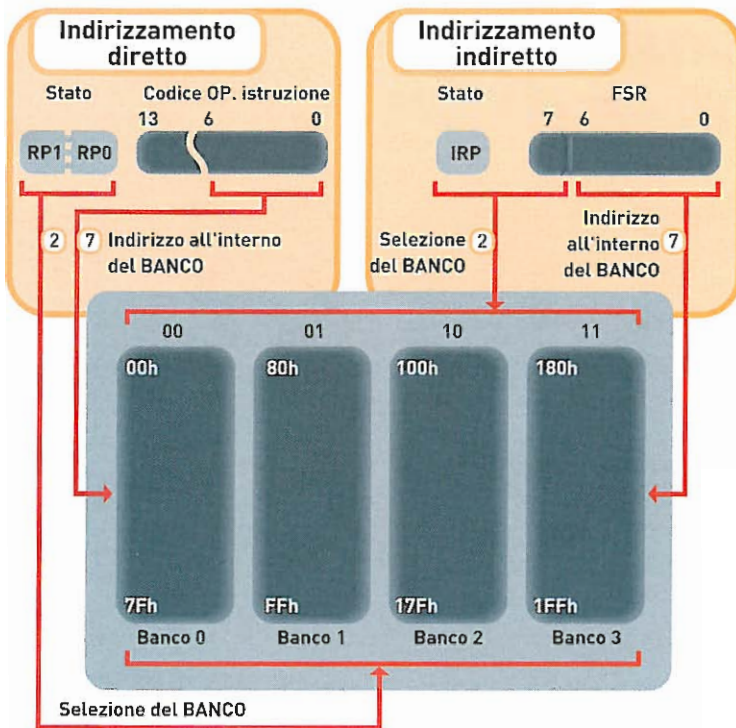 Indirizzamento
diretto
Stato
Codice OP. istruzione
13 6 0
RP1 RP0
2
7
Indirizzo all'interno
del BANCO
Indirizzamento
indiretto
Stato
FSR
7 6 0
IRP
Selezione 2
del BANCO
Indirizzo
all'interno 7
del BANCO
00 01 10 11
00h 80h 100h 180h
7Fh FFh 17Fh 1FFh
Banco 0 Banco 1 Banco 2 Banco 3
Selezione del BANCO